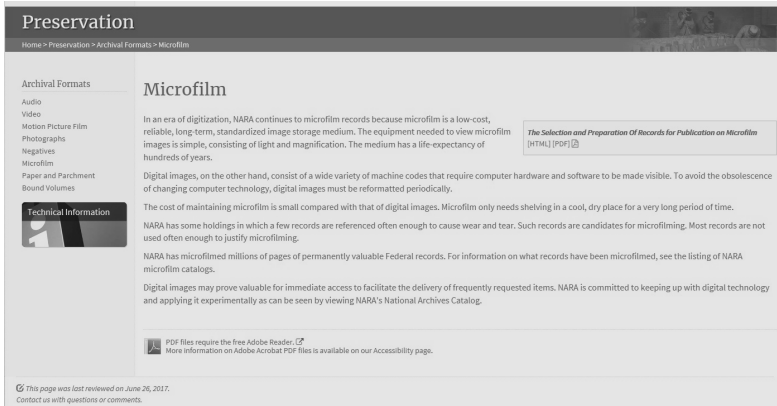 Preservation
Home > Preservation > Archival Formats > Microfilm
Archival Formats
Audio
Video
Motion Picture Film
Photographs
Negatives
Microfilm
Paper and Parchment
Bound Volumes
Technical Information
Microfilm
In an era of digitization, NARA continues to microfilm records because microfilm is a low-cost,
reliable, long-term, standardized image storage medium. The equipment needed to view microfilm
images is simple, consisting of light and magnification. The medium has a life-expectancy of
hundreds of years.
The Selection and Preparation Of Records for Publication on Microfilm
[HTML] [PDF]
Digital images, on the other hand, consist of a wide variety of machine codes that require computer hardware and software to be made visible. To avoid the obsolescence
of changing computer technology, digital images must be reformatted periodically.
The cost of maintaining microfilm is small compared with that of digital images. Microfilm only needs shelving in a cool, dry place for a very long period of time.
NARA has some holdings in which a few records are referenced often enough to cause wear and tear. Such records are candidates for microfilming. Most records are not
used often enough to justify microfilming.
NARA has microfilmed millions of pages of permanently valuable Federal records. For information on what records have been microfilmed, see the listing of NARA
microfilm catalogs.
Digital images may prove valuable for immediate access to facilitate the delivery of frequently requested items. NARA is committed to keeping up with digital technology
and applying it experimentally as can be seen by viewing NARA's National Archives Catalog.
PDF files require the free Adobe Reader.
More information on Adobe Acrobat PDF files is available on our Accessibility page.
This page was last reviewed on June 26, 2017.
Contact us with questions or comments.